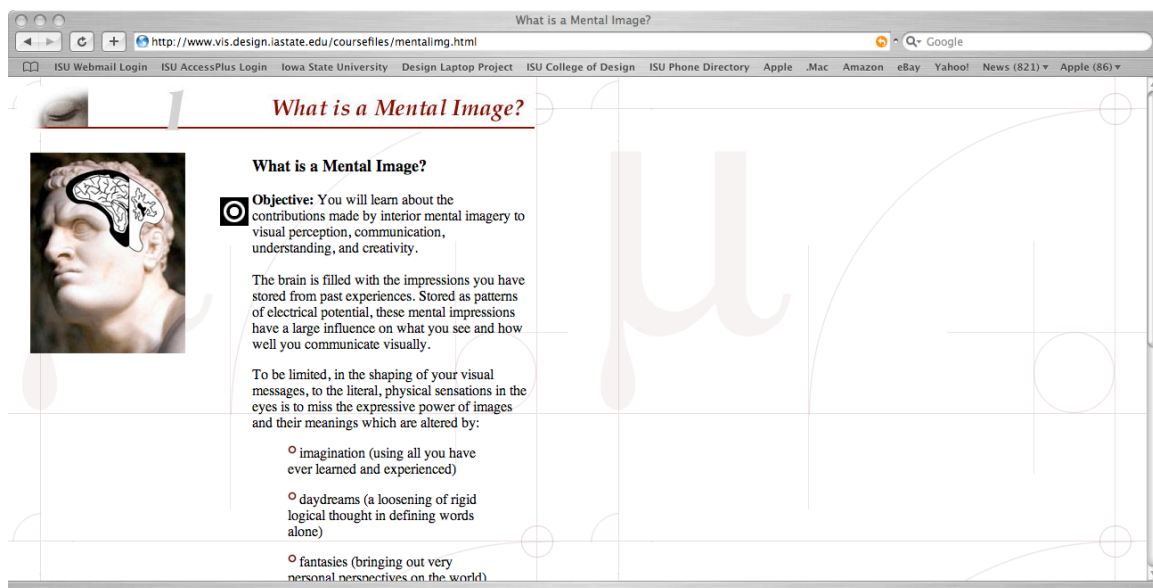 What is a Mental Image?
http://www.vis.design.iastate.edu/coursefiles/mentalimg.html
Google
ISU Webmail Login ISU AccessPlus Login Iowa State University Design Laptop Project ISU College of Design ISU Phone Directory Apple .Mac Amazon eBay Yahoo! News (821) Apple (86)
1 What is a Mental Image?
What is a Mental Image?
Objective: You will learn about the
contributions made by interior mental imagery to
visual perception, communication,
understanding, and creativity.
The brain is filled with the impressions you have
stored from past experiences. Stored as patterns
of electrical potential, these mental impressions
have a large influence on what you see and how
well you communicate visually.
To be limited, in the shaping of your visual
messages, to the literal, physical sensations in the
eyes is to miss the expressive power of images
and their meanings which are altered by:
imagination (using all you have
ever learned and experienced)
daydreams (a loosening of rigid
logical thought in defining words
alone)
fantasies (bringing out very
personal perspectives on the world)
μ